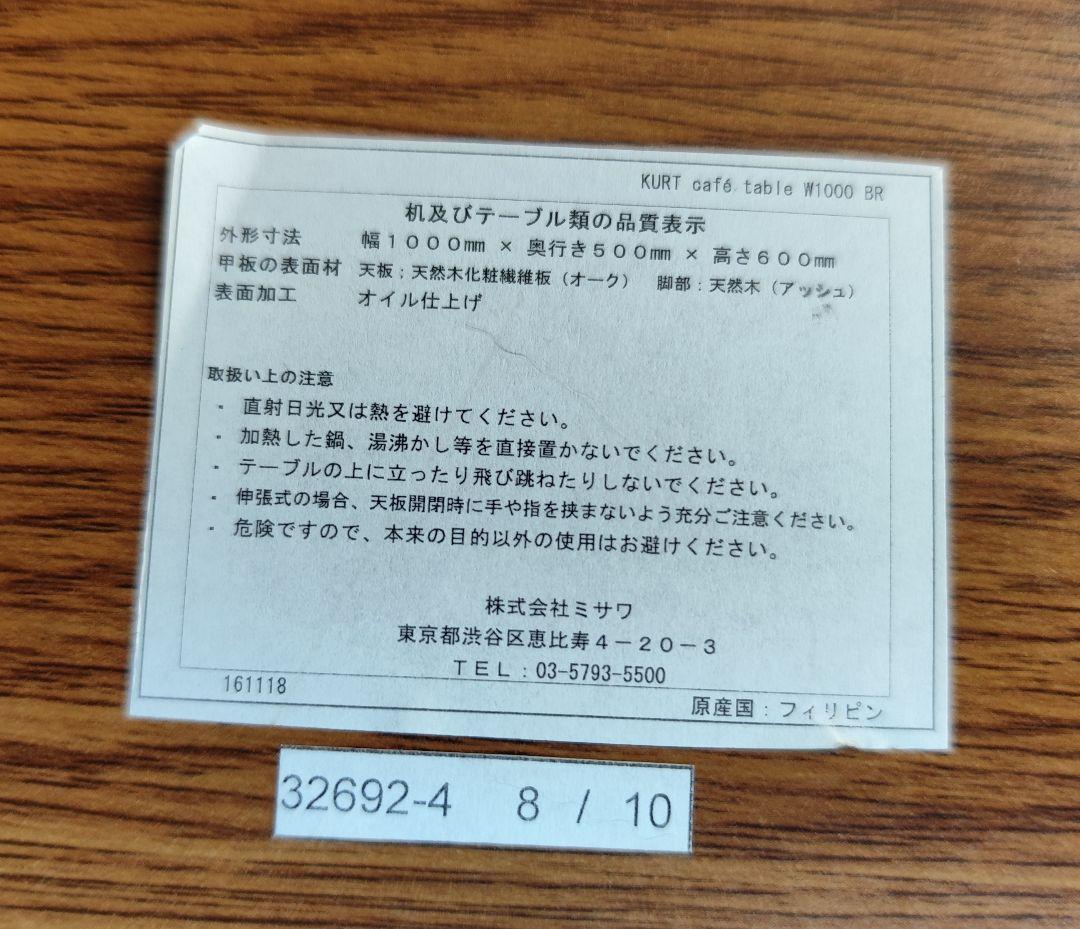 KURT café table W1000 BR
机及びテーブル類の品質表示
外形寸法 幅1000mm × 奥行き500mm × 高さ600mm
甲板の表面材 天板:天然木化粧繊維板(オーク) 脚部:天然木(アッシュ)
表面加工 オイル仕上げ
取扱い上の注意
・ 直射日光又は熱を避けてください。
・ 加熱した鍋、湯沸かし等を直接置かないでください。
・ テーブルの上に立ったり飛び跳ねたりしないでください。
・ 伸張式の場合、天板開閉時に手や指を挟まないよう充分ご注意ください。
・ 危険ですので、本来の目的以外の使用はお避けください。
株式会社ミサワ
東京都渋谷区恵比寿4-20-3
TEL:03-5793-5500
161118
原産国:フィリピン
32692-4 8 / 10